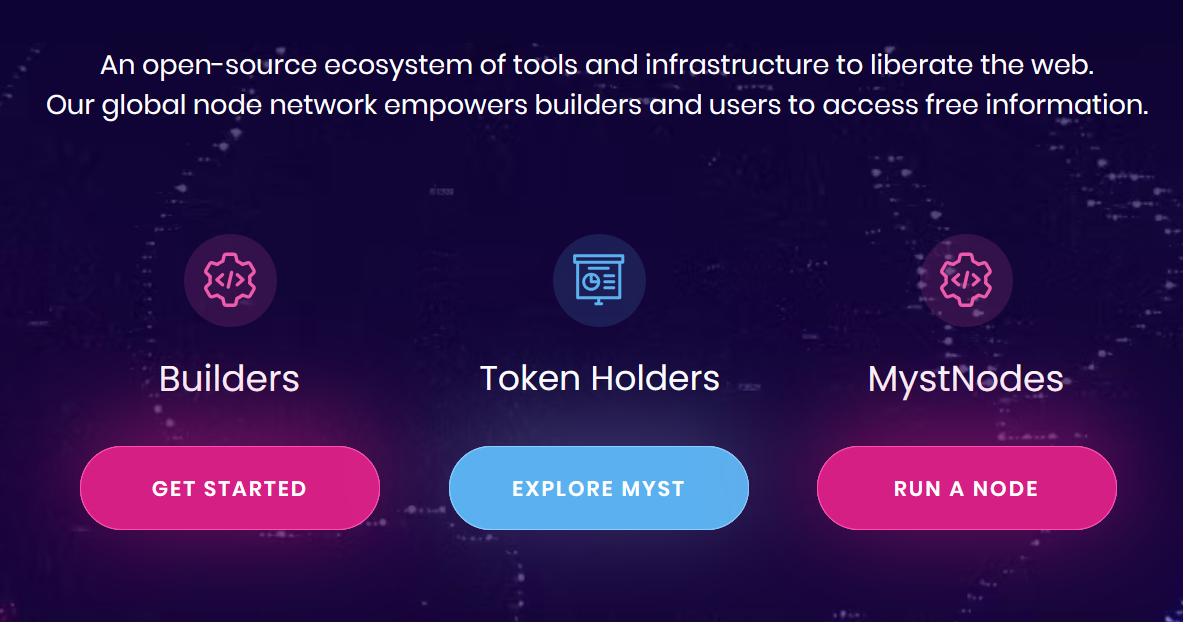 An open-source ecosystem of tools and infrastructure to liberate the web.
Our global node network empowers builders and users to access free information.
Builders
Token Holders
MystNodes
GET STARTED
EXPLORE MYST
RUN A NODE